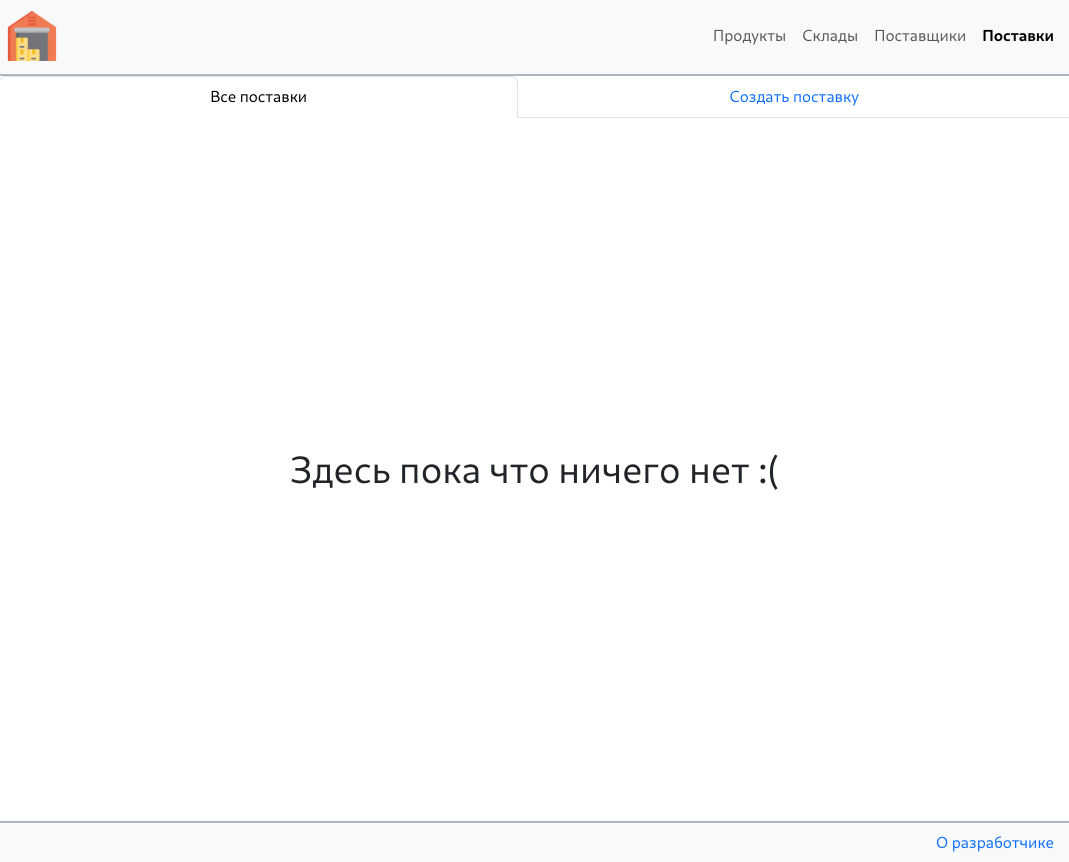 Продукты Склады Поставщики Поставки
Все поставки Создать поставку
Здесь пока что ничего нет :(
О разработчике